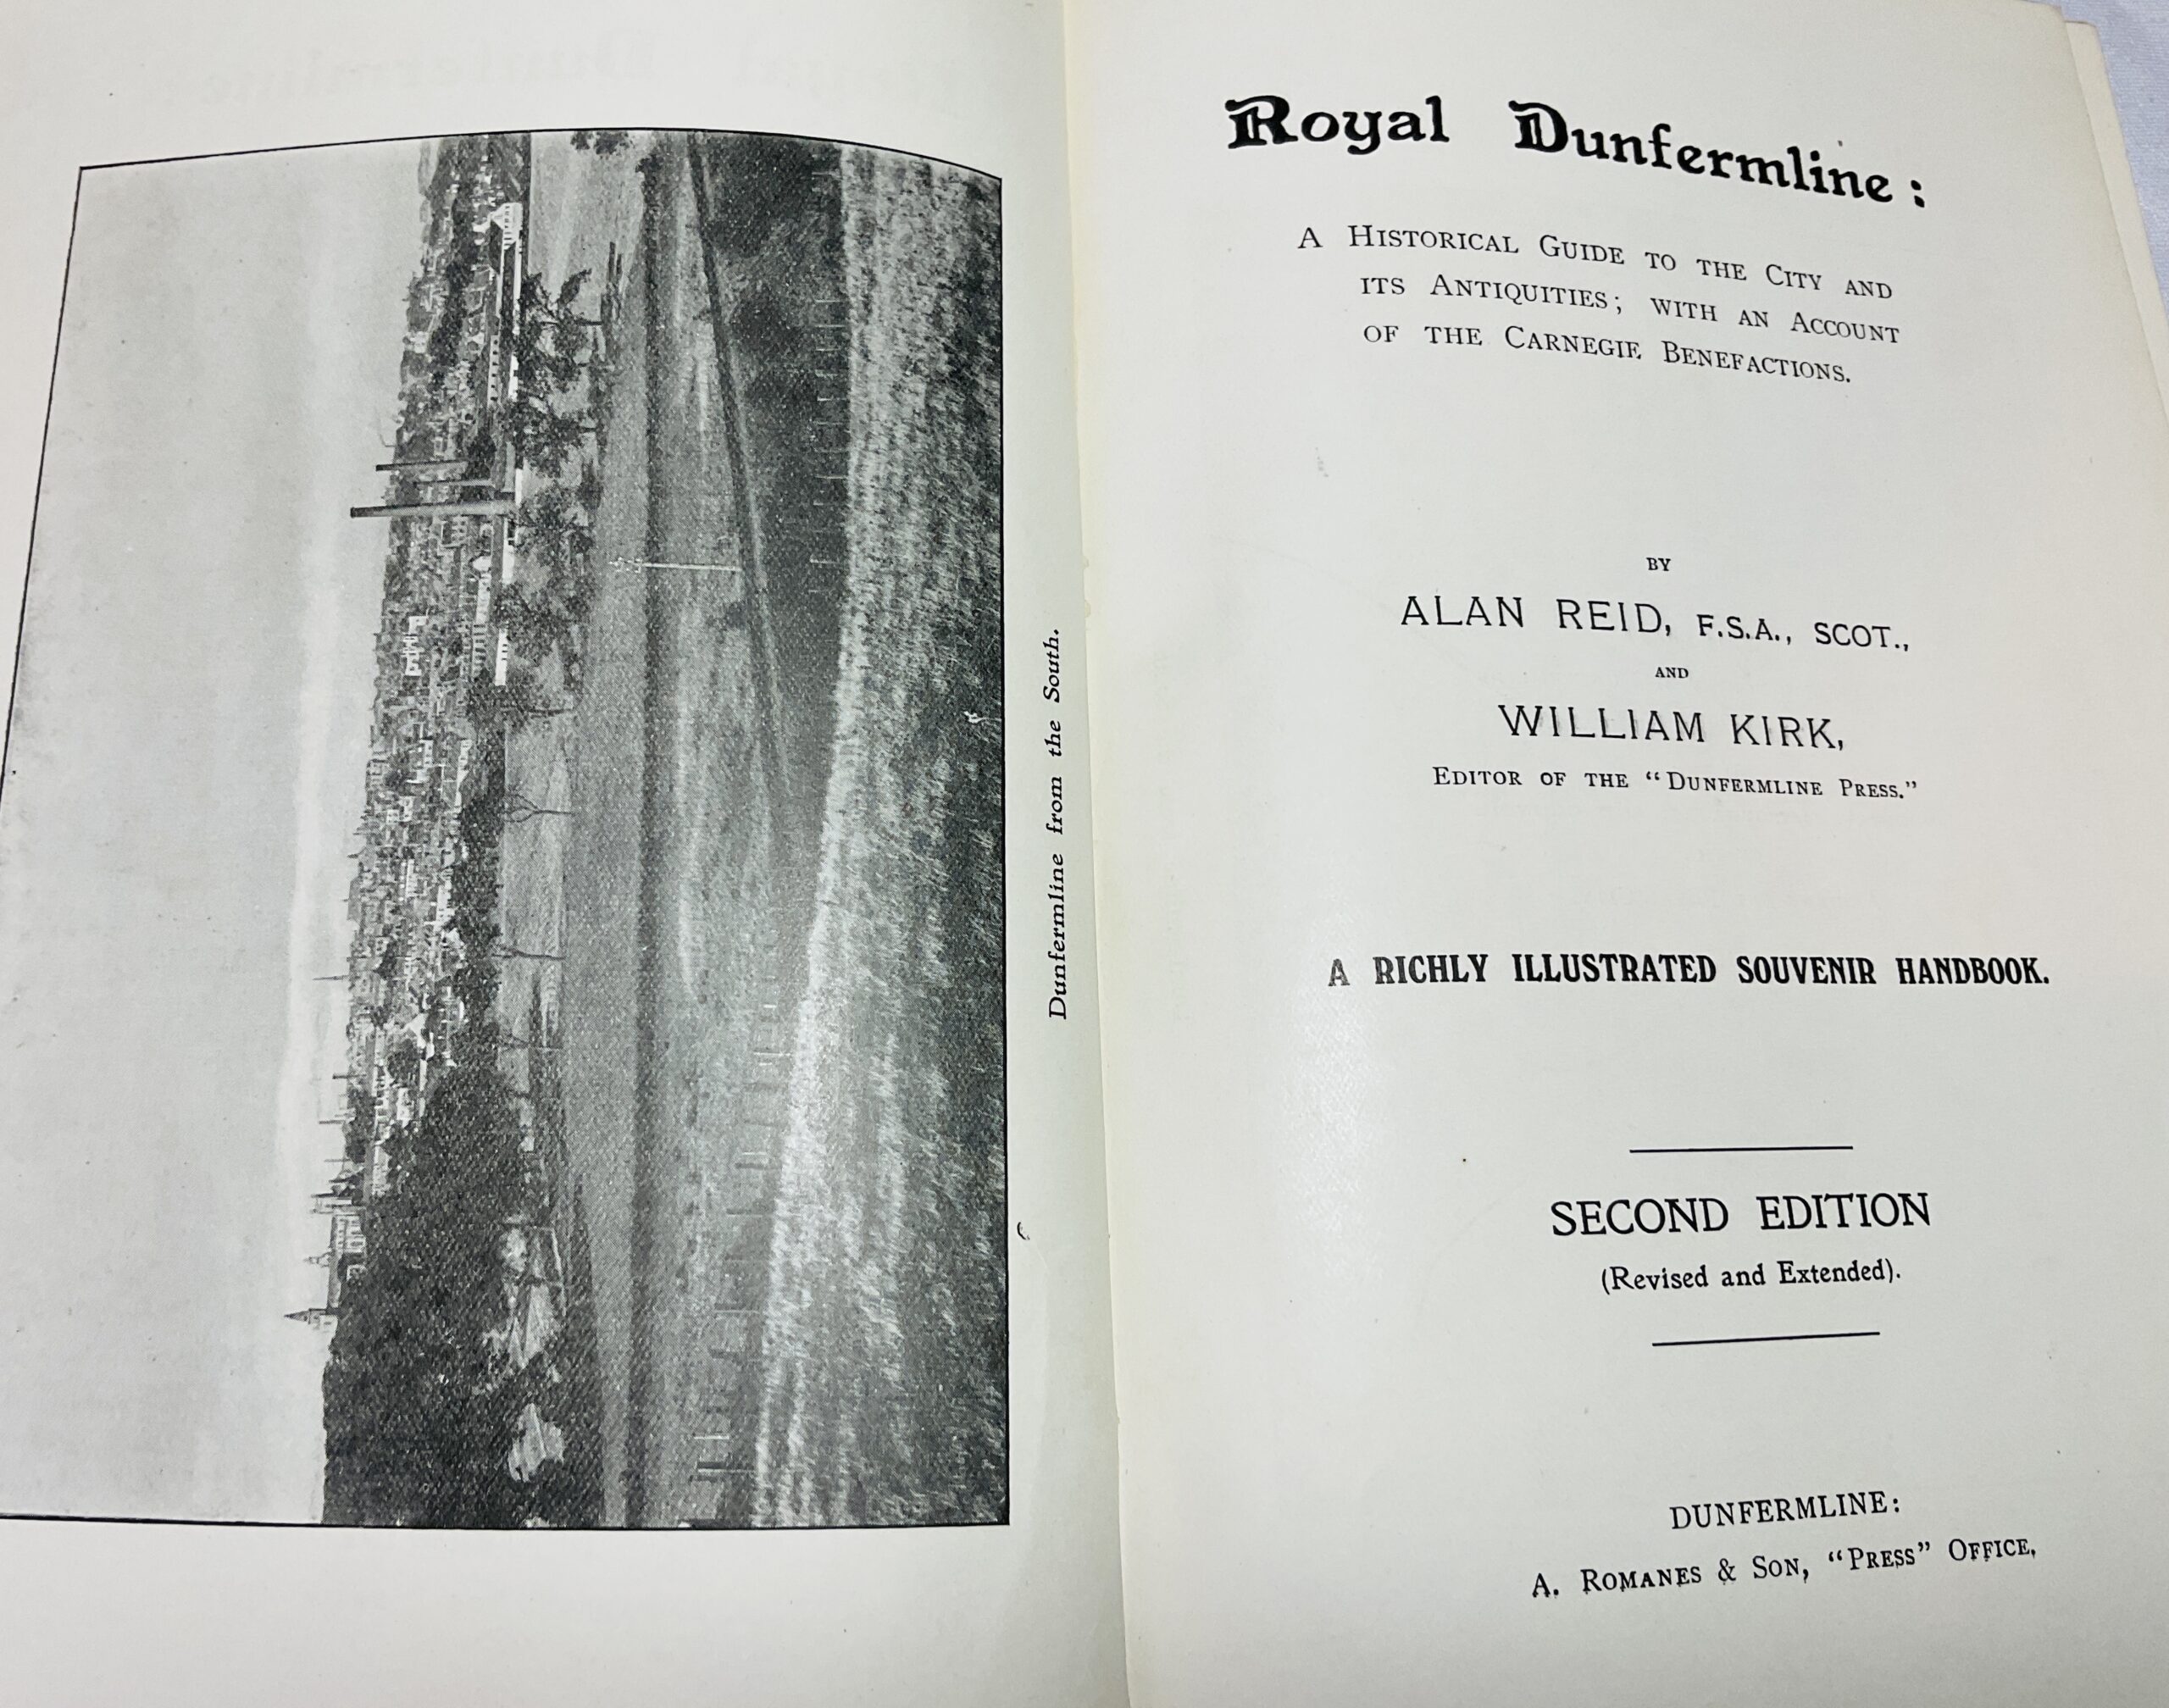 Dunfermline from the South.
Royal Dunfermline:
A HISTORICAL GUIDE TO THE CITY AND
ITS ANTIQUITIES; WITH AN ACCOUNT
OF THE CARNEGIE BENEFACTIONS.
BY
ALAN REID, F.S.A., SCOT.,
AND
WILLIAM KIRK,
EDITOR OF THE “DUNFERMLINE PRESS.”
A RICHLY ILLUSTRATED SOUVENIR HANDBOOK.
SECOND EDITION
(Revised and Extended).
DUNFERMLINE:
A. ROMANES & SON, “PRESS” OFFICE,